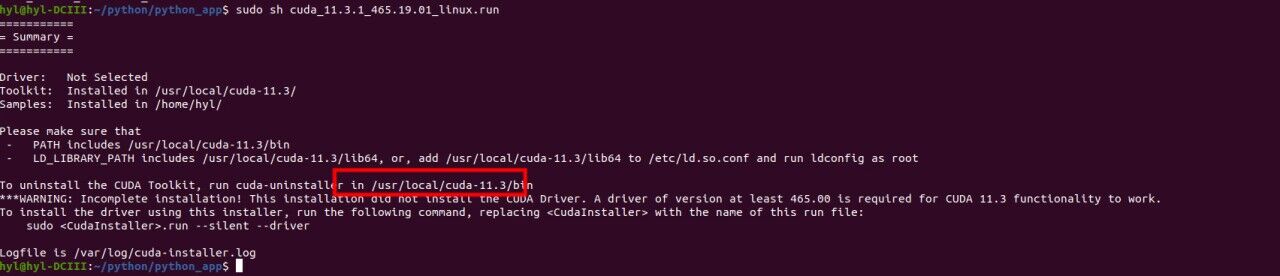 hyl@hyl-DCIII:~/python/python_app$ sudo sh cuda_11.3.1_465.19.01_linux.run
===========
= Summary =
===========
Driver:   Not Selected
Toolkit:  Installed in /usr/local/cuda-11.3/
Samples:  Installed in /home/hyl/
Please make sure that
 -   PATH includes /usr/local/cuda-11.3/bin
 -   LD_LIBRARY_PATH includes /usr/local/cuda-11.3/lib64, or, add /usr/local/cuda-11.3/lib64 to /etc/ld.so.conf and run ldconfig as root
To uninstall the CUDA Toolkit, run cuda-uninstaller in /usr/local/cuda-11.3/bin
***WARNING: Incomplete installation! This installation did not install the CUDA Driver. A driver of version at least 465.00 is required for CUDA 11.3 functionality to work.
To install the driver using this installer, run the following command, replacing <CudaInstaller> with the name of this run file:
    sudo <CudaInstaller>.run --silent --driver
Logfile is /var/log/cuda-installer.log
hyl@hyl-DCIII:~/python/python_app$